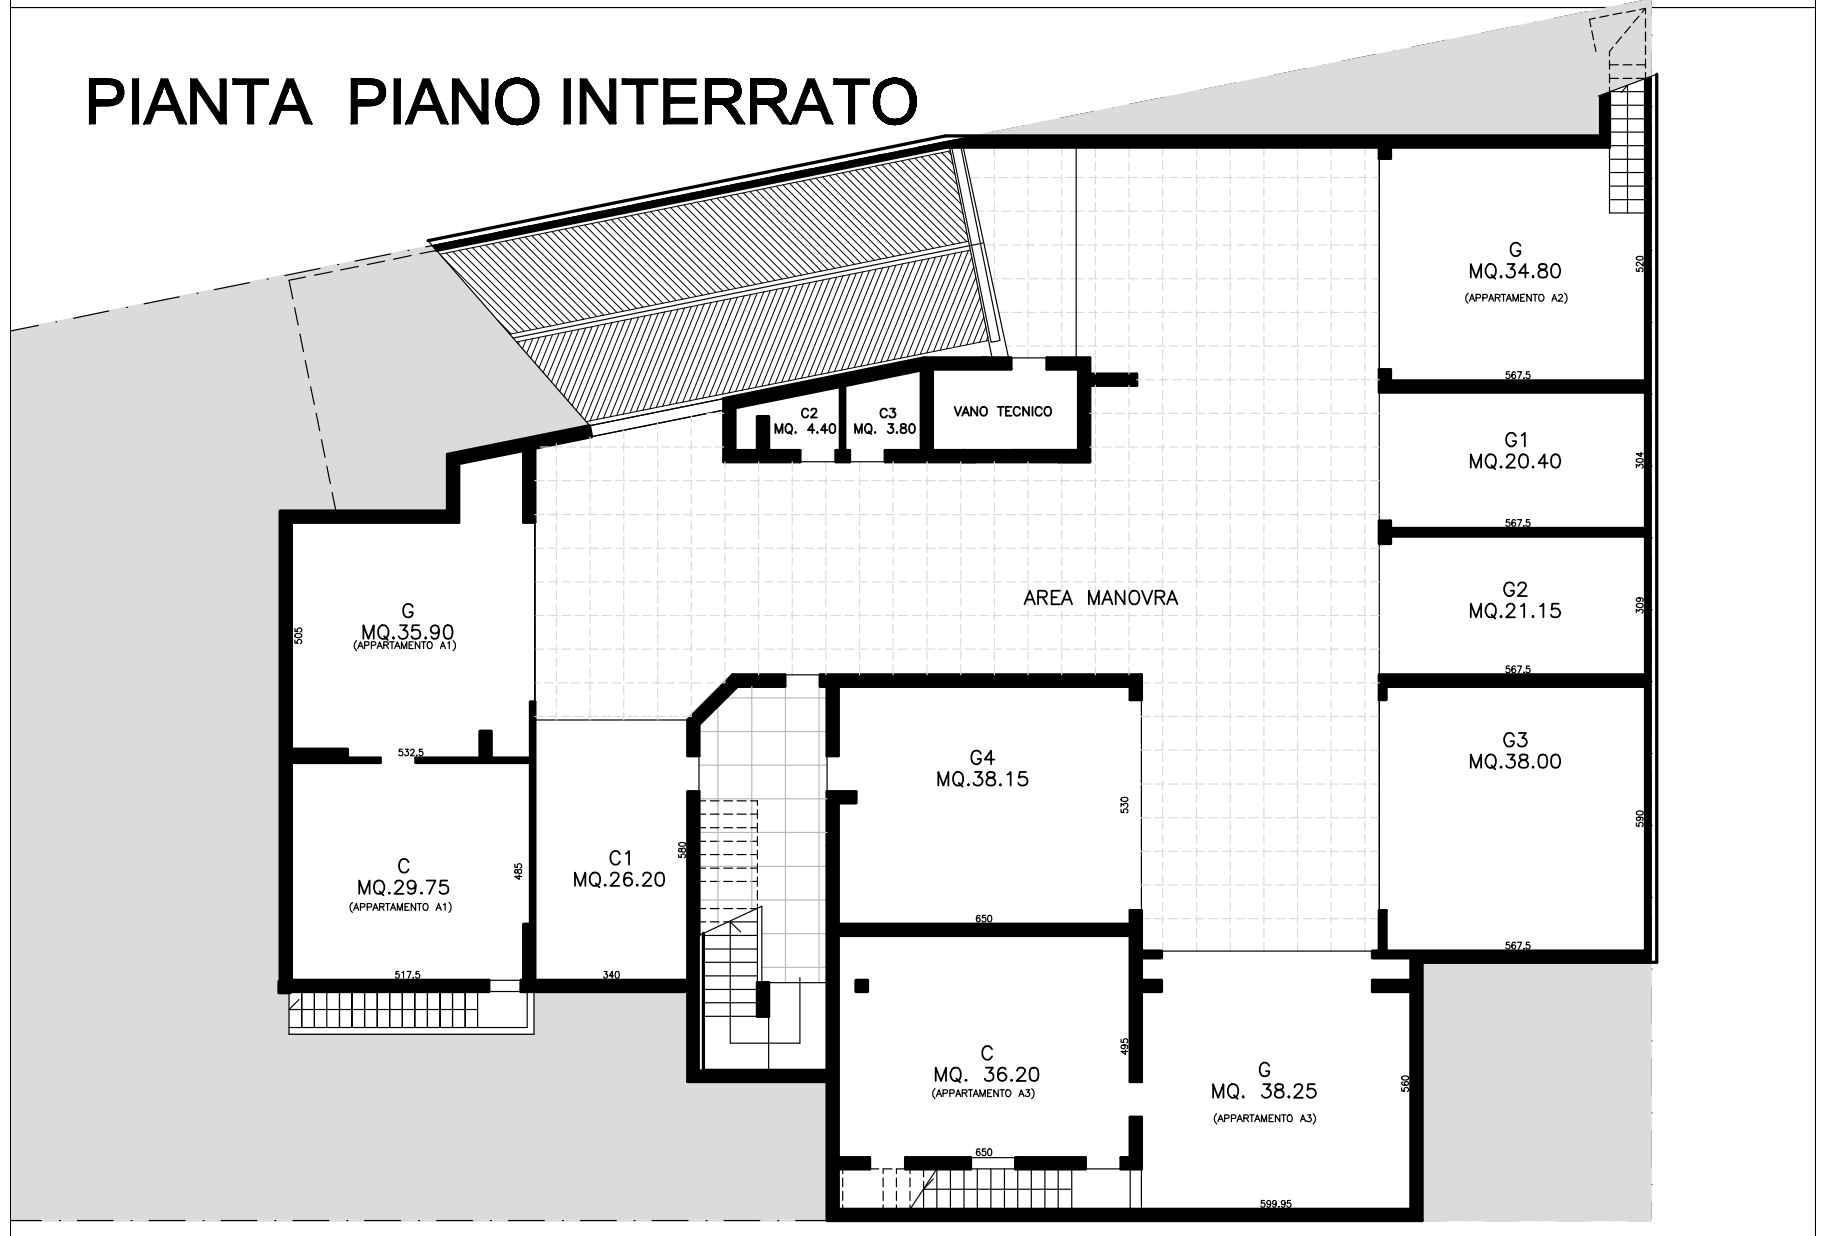 PIANTA PIANO INTERRATO
G
MQ.34.80
(APPARTAMENTO A2)
520
567.5
C2
MQ. 4.40
C3
MQ. 3.80
VANO TECNICO
G1
MQ.20.40
304
567.5
AREA MANOVRA
G2
MQ.21.15
309
567.5
G
MQ.35.90
(APPARTAMENTO A1)
505
532.5
G4
MQ.38.15
530
650
G3
MQ.38.00
590
567.5
C
MQ.29.75
(APPARTAMENTO A1)
485
517.5
C1
MQ.26.20
580
340
C
MQ. 36.20
(APPARTAMENTO A3)
495
650
G
MQ. 38.25
(APPARTAMENTO A3)
560
599.95